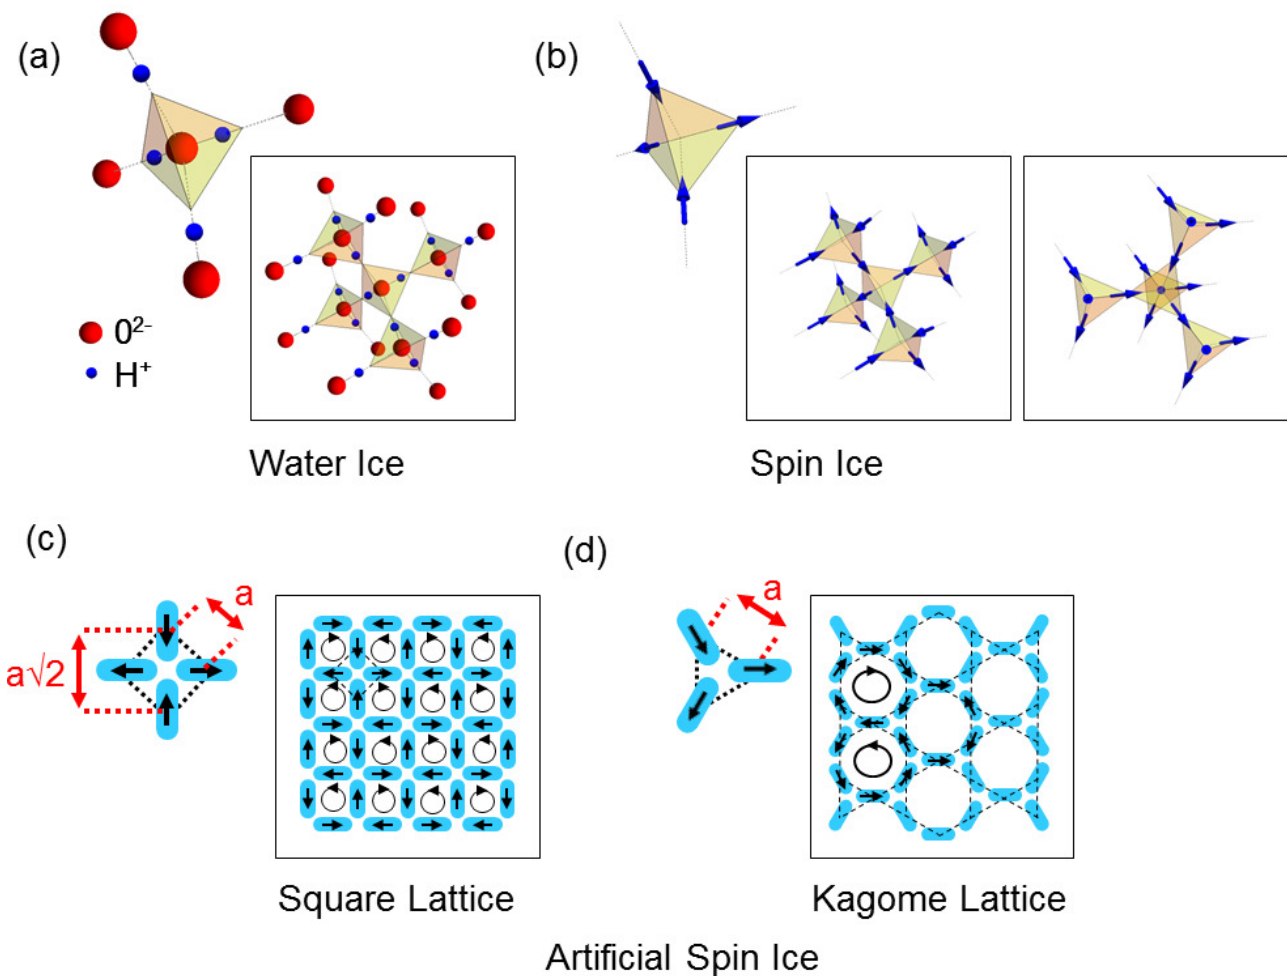 (a)
(b)
0²⁻
H⁺
Water Ice
Spin Ice
(c)
(d)
a
a√2
a
Square Lattice
Kagome Lattice
Artificial Spin Ice